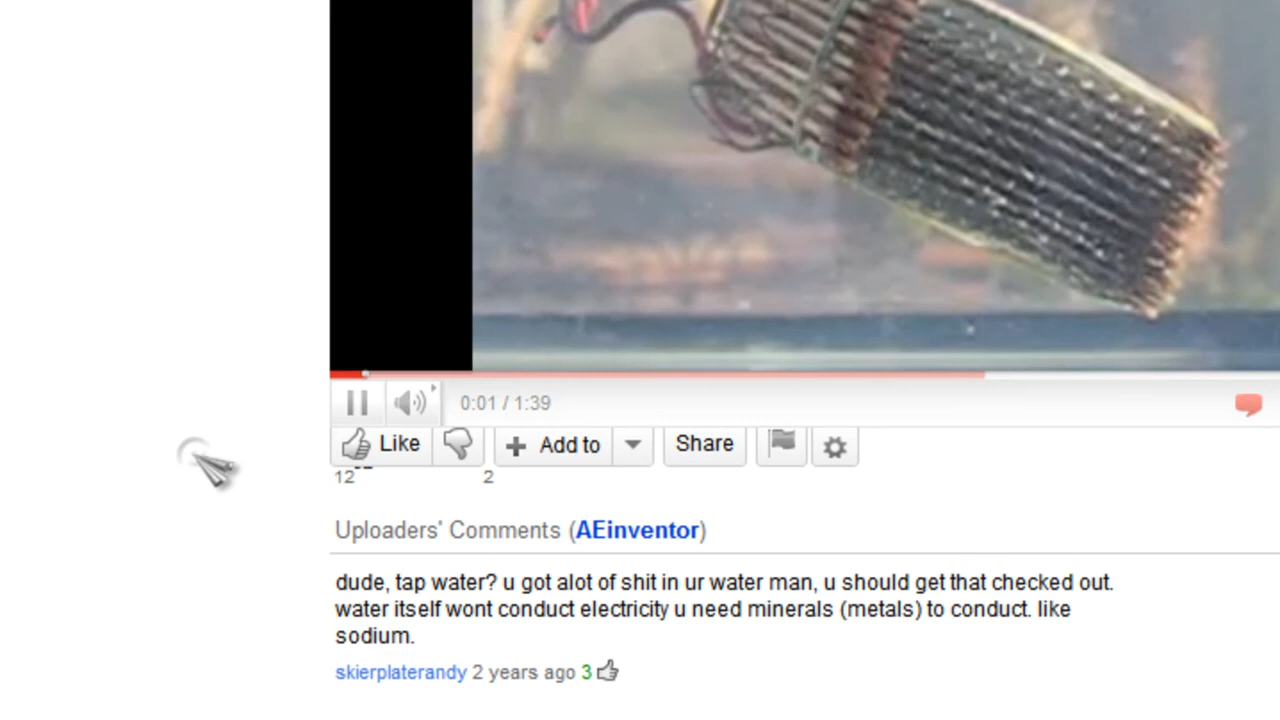 0:01 / 1:39
Like
Add to
Share
12
2
Uploaders' Comments (AEinventor)
dude, tap water? u got alot of shit in ur water man, u should get that checked out.
water itself wont conduct electricity u need minerals (metals) to conduct. like
sodium.
skierplaterandy 2 years ago 3